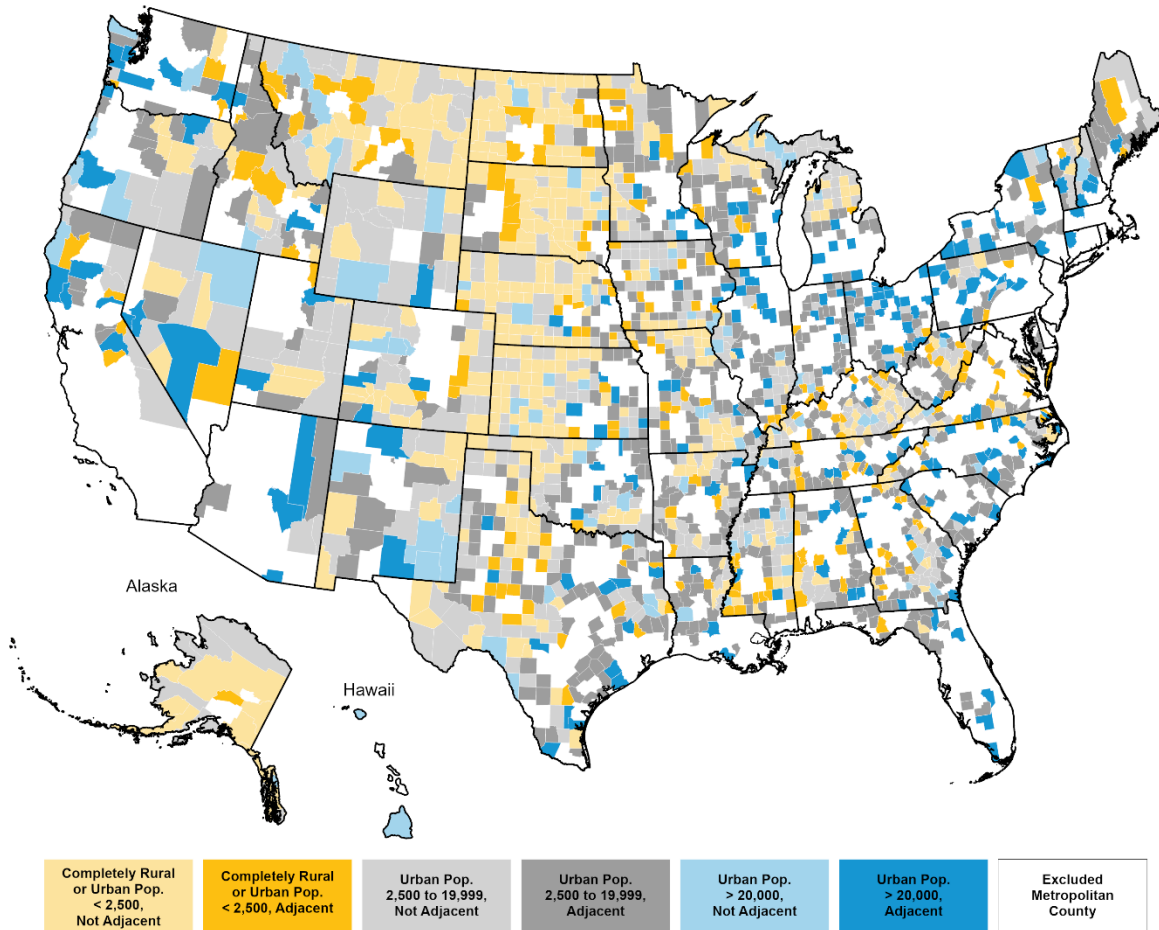 Alaska
Hawaii
Completely Rural
or Urban Pop.
< 2,500,
Not Adjacent
Completely Rural
or Urban Pop.
< 2,500, Adjacent
Urban Pop.
2,500 to 19,999,
Not Adjacent
Urban Pop.
2,500 to 19,999,
Adjacent
Urban Pop.
> 20,000,
Not Adjacent
Urban Pop.
> 20,000,
Adjacent
Excluded
Metropolitan
County